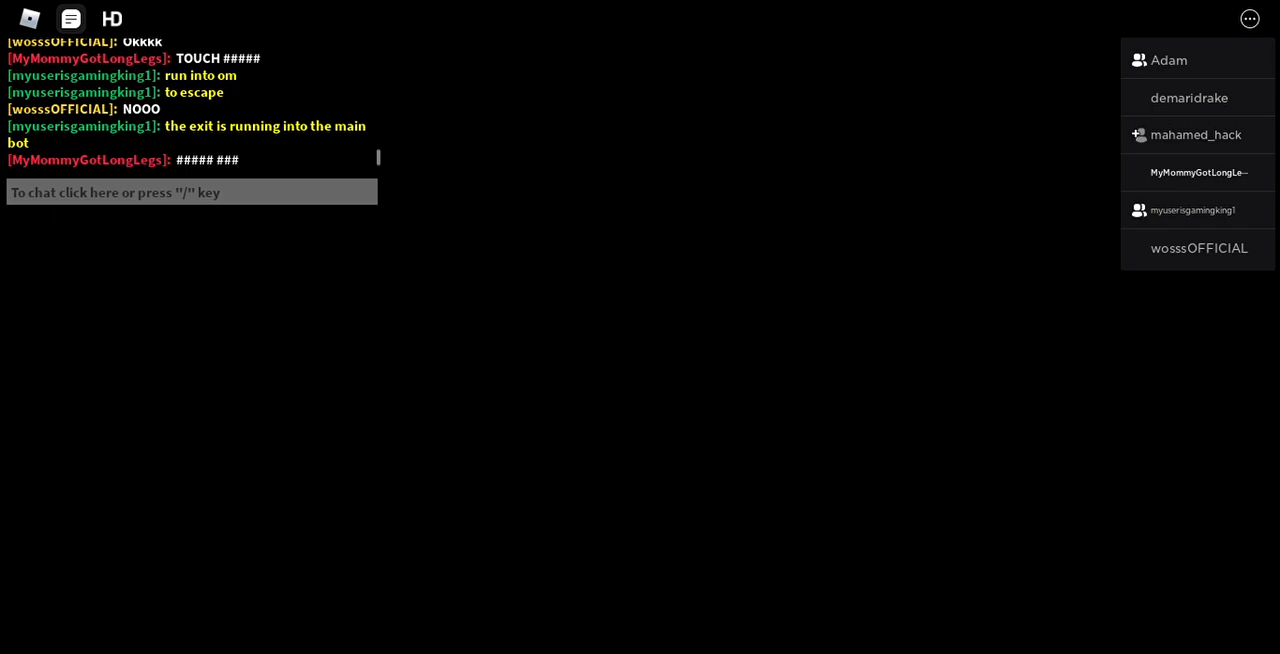 HD
[wosssOFFICIAL]: Okkkk
[MyMommyGotLongLegs]: TOUCH #####
[myuserisgamingking1]: run into om
[myuserisgamingking1]: to escape
[wosssOFFICIAL]: NOOO
[myuserisgamingking1]: the exit is running into the main
bot
[MyMommyGotLongLegs]: ##### ###
To chat click here or press "/" key
Adam
demaridrake
mahamed_hack
MyMommyGotLongLe...
myuserisgamingking1
wosssOFFICIAL